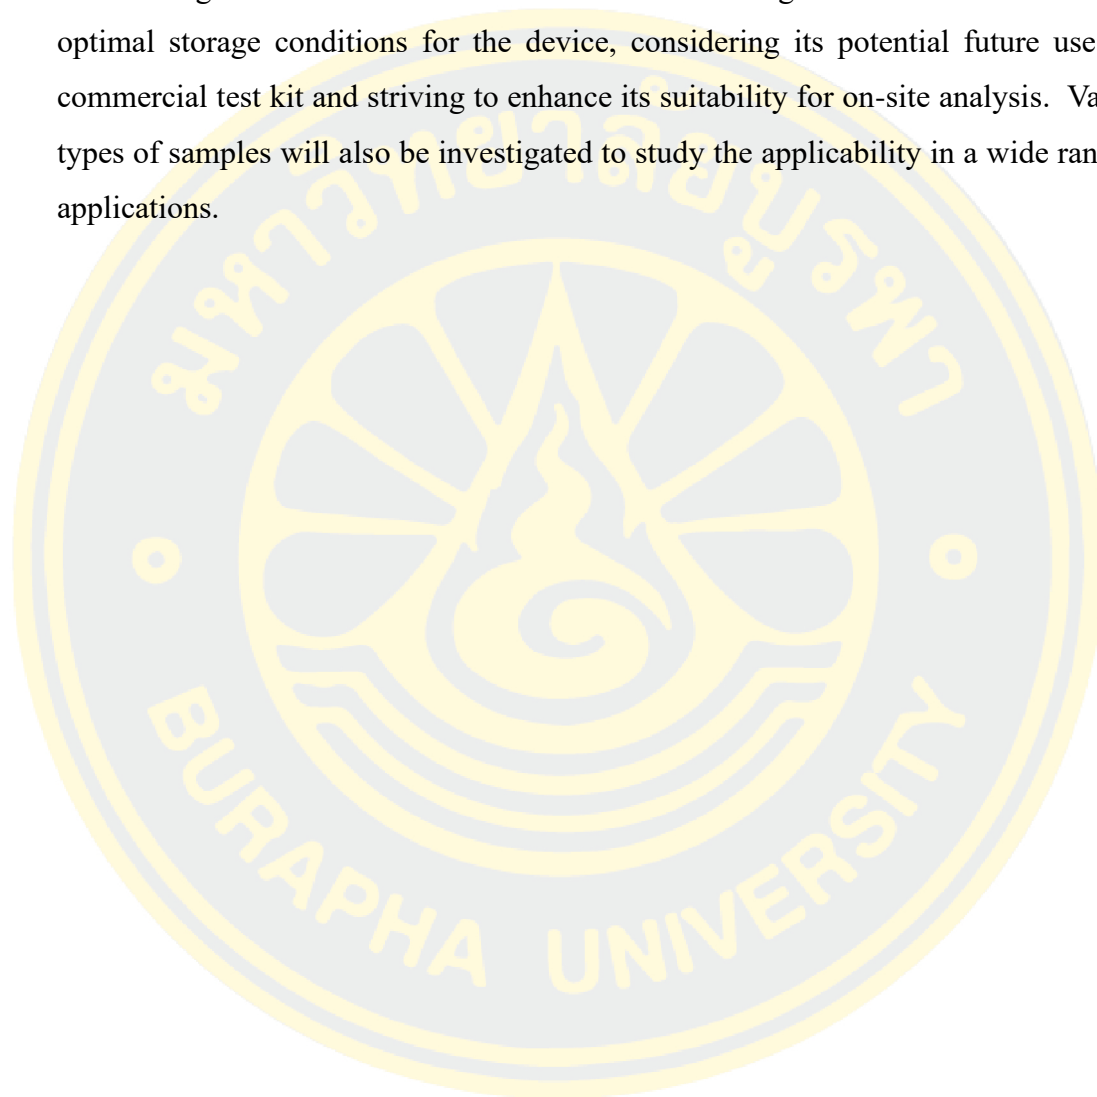 optimal storage conditions for the device, considering its potential future use
commercial test kit and striving to enhance its suitability for on-site analysis. Va
types of samples will also be investigated to study the applicability in a wide ran
applications.
มหาวิทยาลัยบูรพา
BURAPHA UNIVERSITY